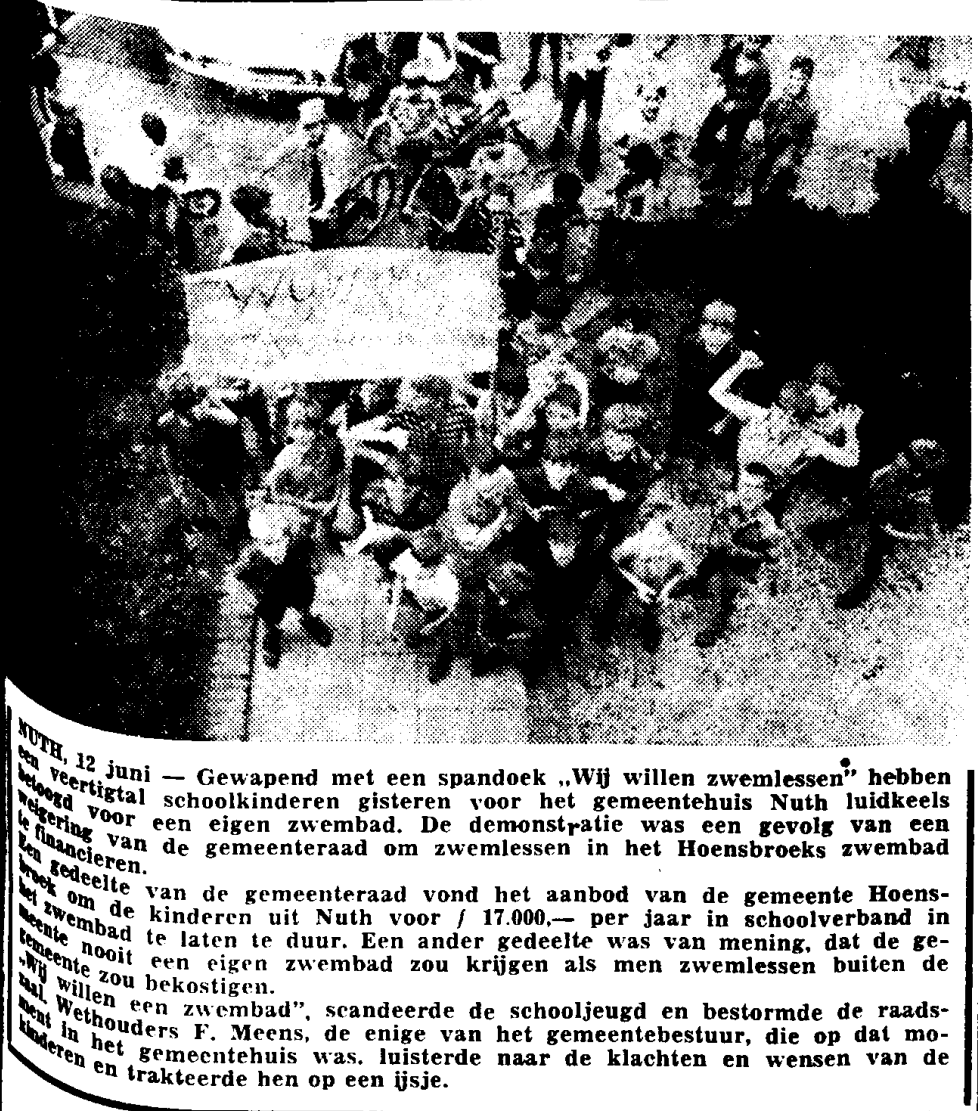 NUTH, 12 juni — Gewapend met een spandoek „Wij willen zwemlessen” hebben
een veertigtal schoolkinderen gisteren voor het gemeentehuis Nuth luidkeels
betoogd voor een eigen zwembad. De demonstratie was een gevolg van een
weigering van de gemeenteraad om zwemlessen in het Hoensbroeks zwembad
te financieren.
Een gedeelte van de gemeenteraad vond het aanbod van de gemeente Hoens-
broek om de kinderen uit Nuth voor ƒ 17.000,— per jaar in schoolverband in
het zwembad te laten te duur. Een ander gedeelte was van mening, dat de ge-
meente nooit een eigen zwembad zou krijgen als men zwemlessen buiten de
gemeente zou bekostigen.
„Wij willen een zwembad”, scandeerde de schooljeugd en bestormde de raads-
zaal. Wethouders F. Meens, de enige van het gemeentebestuur, die op dat mo-
ment in het gemeentehuis was. luisterde naar de klachten en wensen van de
kinderen en trakteerde hen op een ijsje.